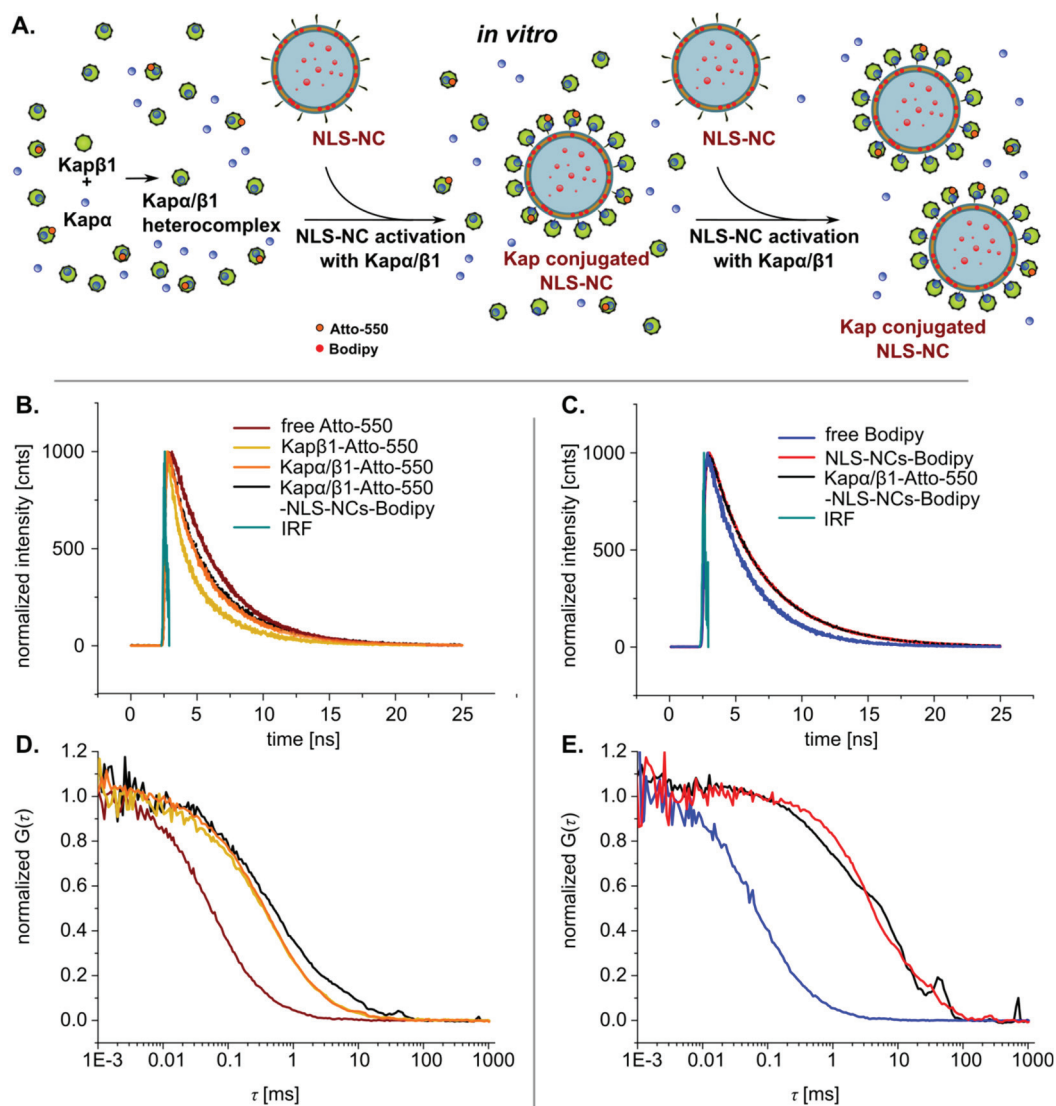 A.
in vitro
NLS-NC
NLS-NC
Kapβ1
+
Kapα
Kapα/β1
heterocomplex
NLS-NC activation
with Kapα/β1
Kap conjugated
NLS-NC
NLS-NC activation
with Kapα/β1
Kap conjugated
NLS-NC
Atto-550
Bodipy
B.
free Atto-550
Kapβ1-Atto-550
Kapα/β1-Atto-550
Kapα/β1-Atto-550
-NLS-NCs-Bodipy
IRF
normalized intensity [cnts]
1000
500
0
0 5 10 15 20 25
time [ns]
C.
free Bodipy
NLS-NCs-Bodipy
Kapα/β1-Atto-550
-NLS-NCs-Bodipy
IRF
normalized intensity [cnts]
1000
500
0
0 5 10 15 20 25
time [ns]
D.
normalized G(τ)
1.2
1.0
0.8
0.6
0.4
0.2
0.0
1E-3 0.01 0.1 1 10 100 1000
τ [ms]
E.
normalized G(τ)
1.2
1.0
0.8
0.6
0.4
0.2
0.0
1E-3 0.01 0.1 1 10 100 1000
τ [ms]